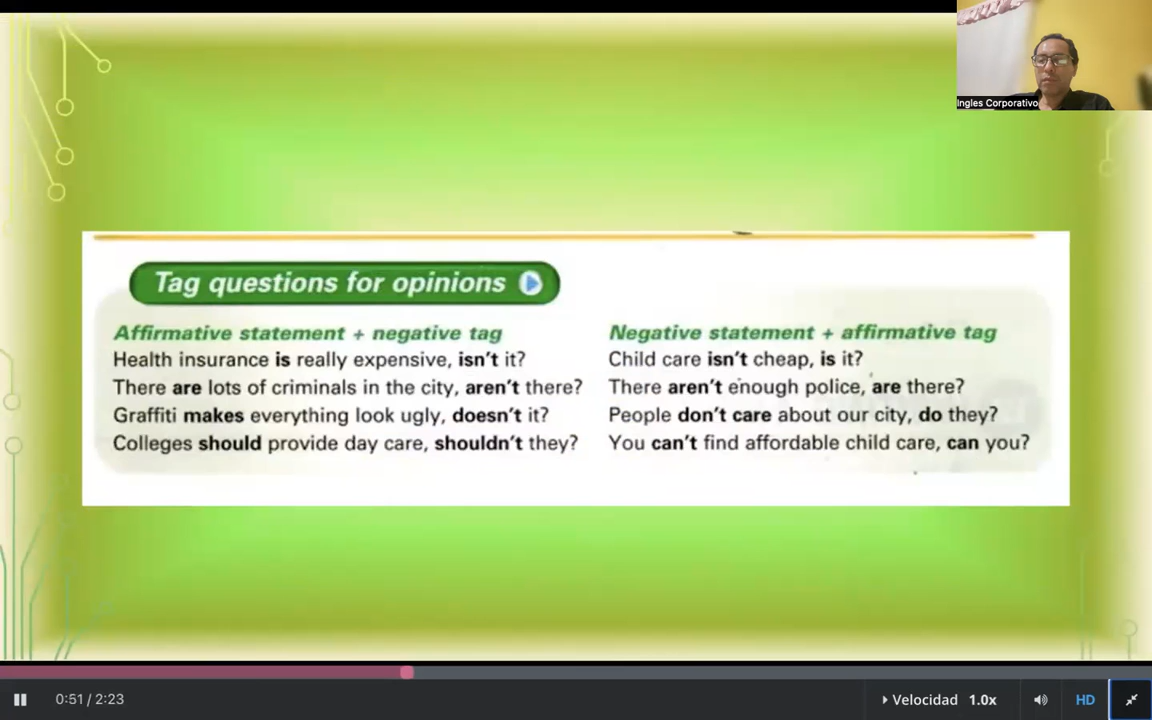 Ingles Corporativo
Tag questions for opinions
Affirmative statement + negative tag
Health insurance is really expensive, isn't it?
There are lots of criminals in the city, aren't there?
Graffiti makes everything look ugly, doesn't it?
Colleges should provide day care, shouldn't they?
Negative statement + affirmative tag
Child care isn't cheap, is it?
There aren't enough police, are there?
People don't care about our city, do they?
You can't find affordable child care, can you?
0:51 / 2:23
Velocidad 1.0x
HD